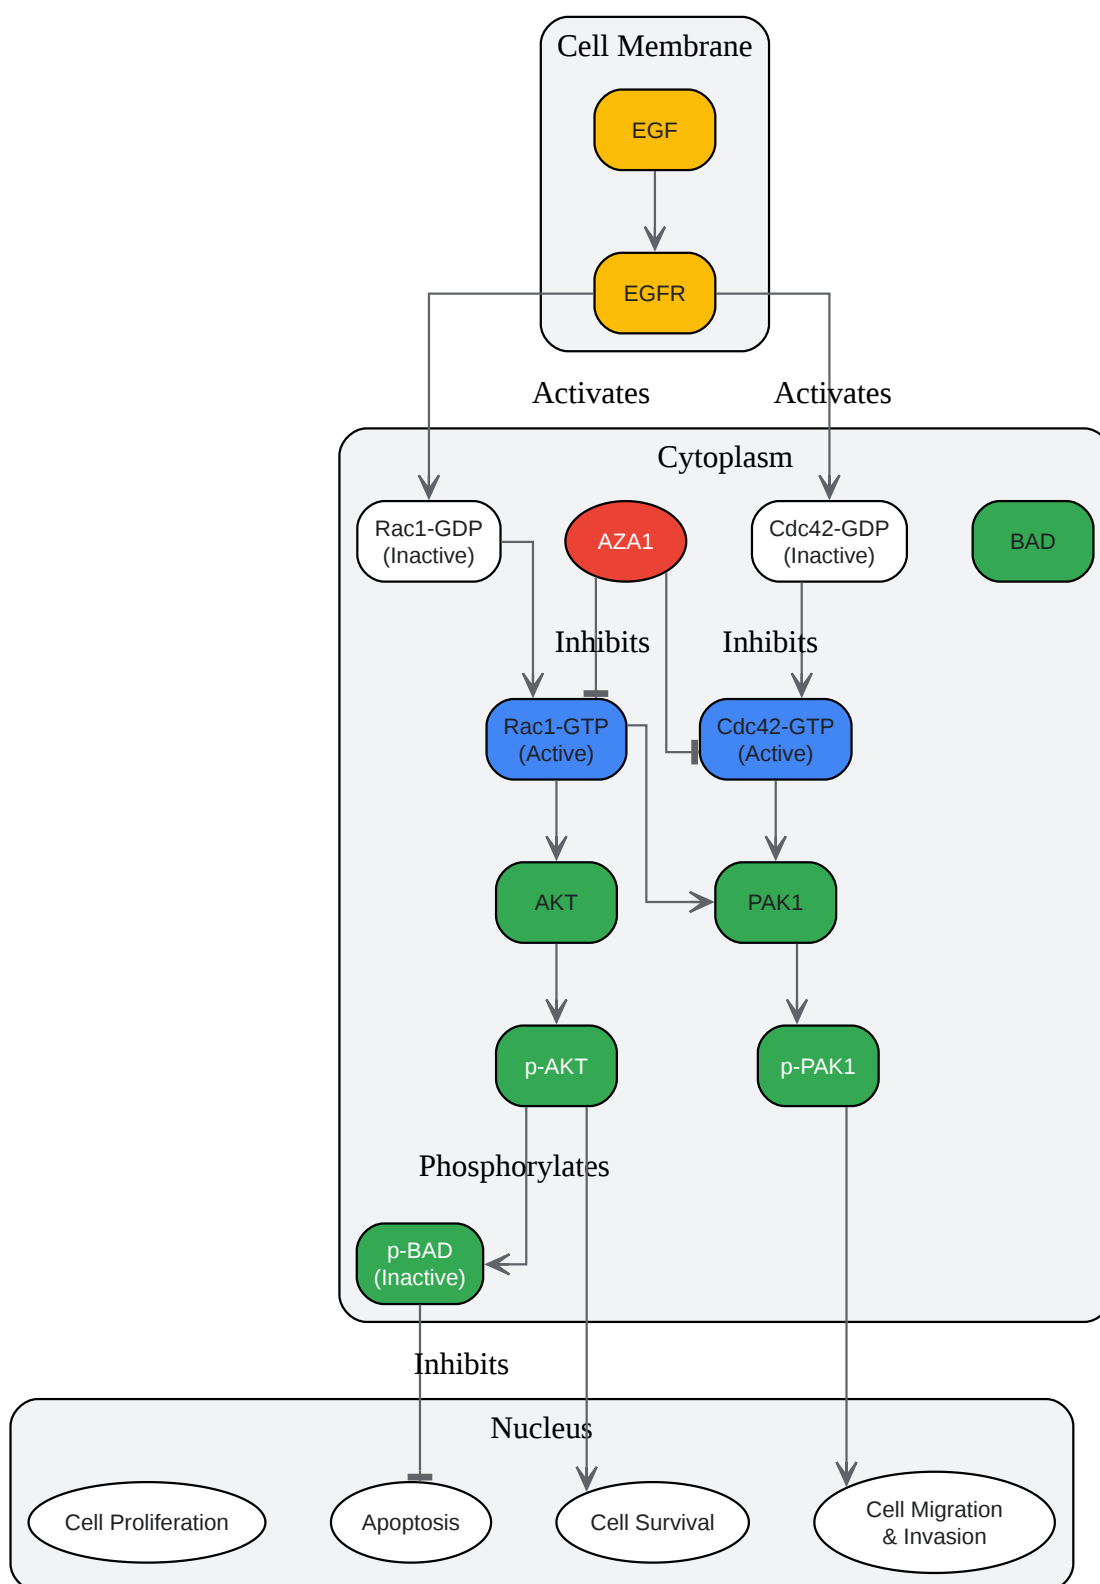 Cell Membrane
EGF
EGFR
Activates
Activates
Cytoplasm
Rac1-GDP
(Inactive)
AZA1
Cdc42-GDP
(Inactive)
BAD
Inhibits
Inhibits
Rac1-GTP
(Active)
Cdc42-GTP
(Active)
AKT
PAK1
p-AKT
p-PAK1
Phosphorylates
p-BAD
(Inactive)
Inhibits
Nucleus
Cell Proliferation
Apoptosis
Cell Survival
Cell Migration
& Invasion